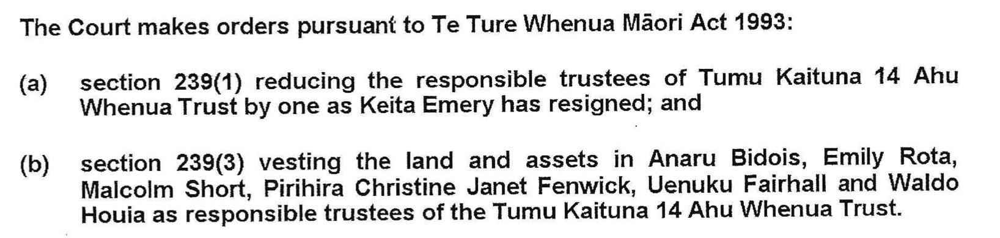 The Court makes orders pursuant to Te Ture Whenua Māori Act 1993:
(a) section 239(1) reducing the responsible trustees of Tumu Kaituna 14 Ahu
Whenua Trust by one as Keita Emery has resigned; and
(b) section 239(3) vesting the land and assets in Anaru Bidois, Emily Rota,
Malcolm Short, Pirihira Christine Janet Fenwick, Uenuku Fairhall and Waldo
Houia as responsible trustees of the Tumu Kaituna 14 Ahu Whenua Trust.